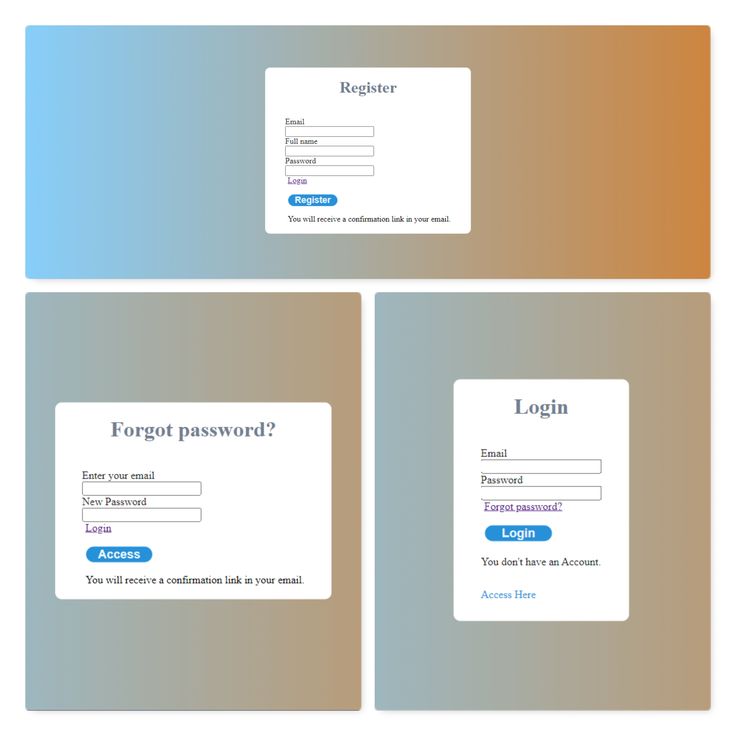 Register
Email
Full name
Password
Login
Register
You will receive a confirmation link in your email.
Forgot password?
Enter your email
New Password
Login
Access
You will receive a confirmation link in your email.
Login
Email
Password
Forgot password?
Login
You don't have an Account.
Access Here